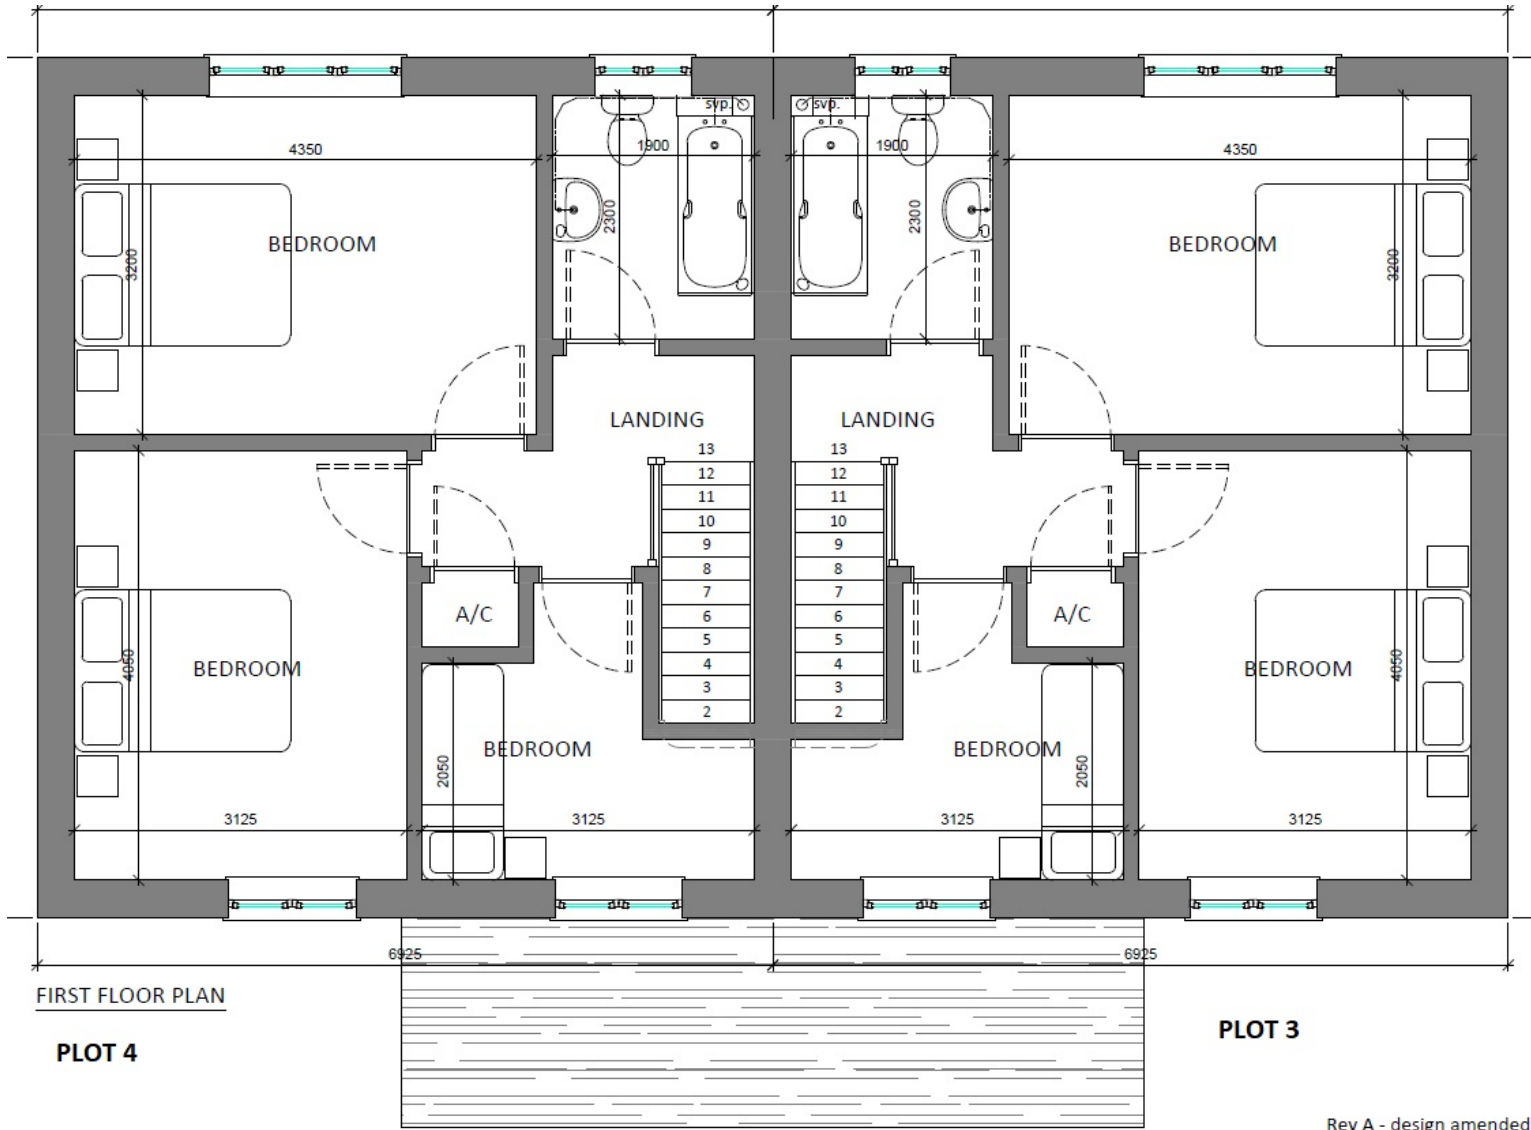 svp. svp.
4350 1900 1900 4350
2300 2300
BEDROOM BEDROOM
3200 3200
LANDING LANDING
13 13
12 12
11 11
10 10
9 9
8 8
7 7
6 6
5 5
4 4
3 3
2 2
A/C A/C
BEDROOM BEDROOM
4050 4050
BEDROOM BEDROOM
2050 2050
3125 3125 3125 3125
6925 6925
FIRST FLOOR PLAN
PLOT 4 PLOT 3
Rev A - design amended